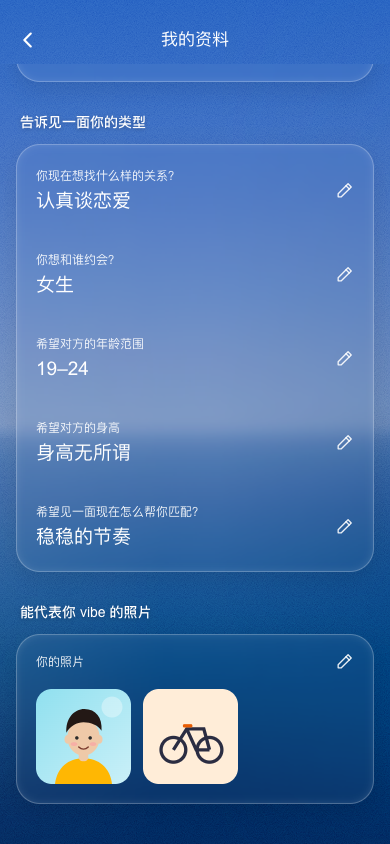 我的资料
告诉见一面你的类型
你现在想找什么样的关系?
认真谈恋爱
你想和谁约会?
女生
希望对方的年龄范围
19–24
希望对方的身高
身高无所谓
希望见一面现在怎么帮你匹配?
稳稳的节奏
能代表你 vibe 的照片
你的照片